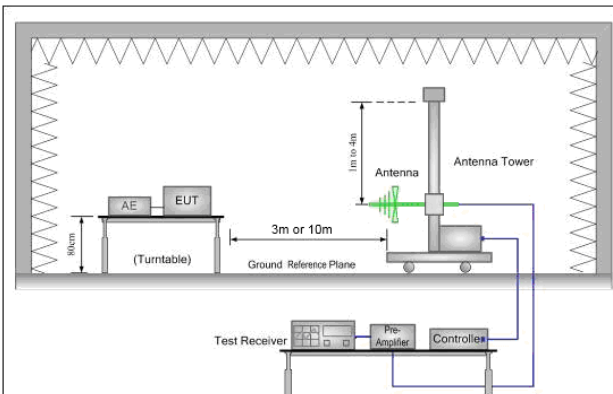 1m to 4m
Antenna
Antenna Tower
AE
EUT
80cm
3m or 10m
(Turntable)
Ground Reference Plane
Test Receiver
Pre-
Amplifier
Controlle